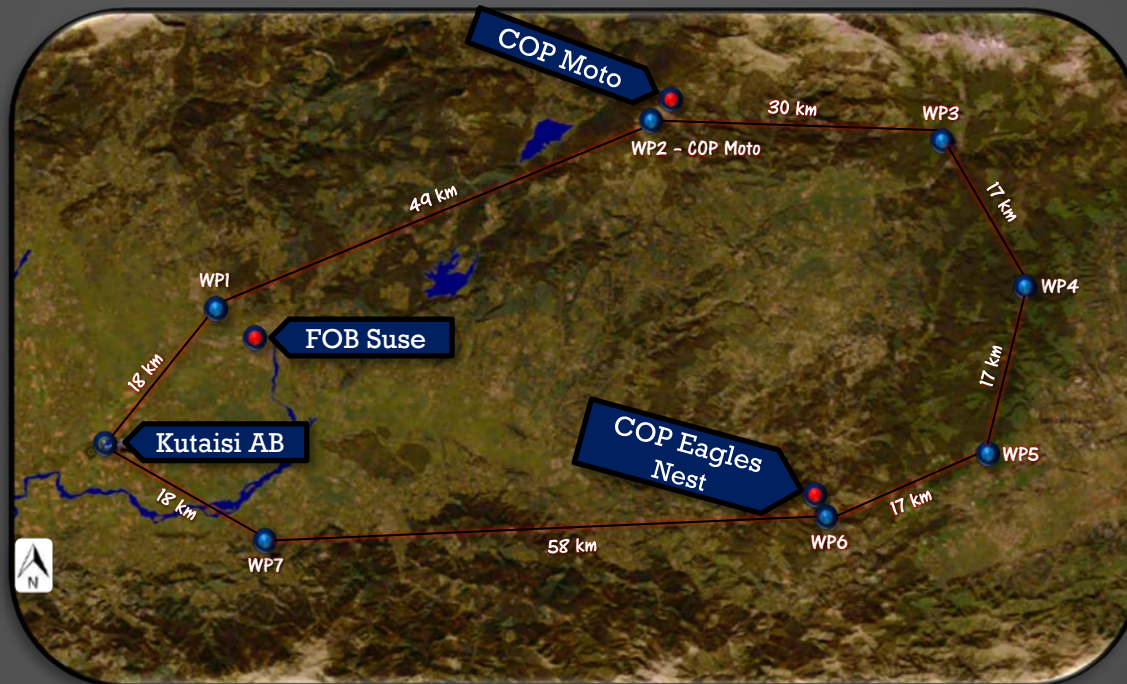 COP Moto
30 km
WP3
WP2 - COP Moto
49 km
17 km
WP1
WP4
FOB Suse
18 km
17 km
COP Eagles
Nest
Kutaisi AB
WP5
18 km
17 km
WP6
58 km
WP7
N